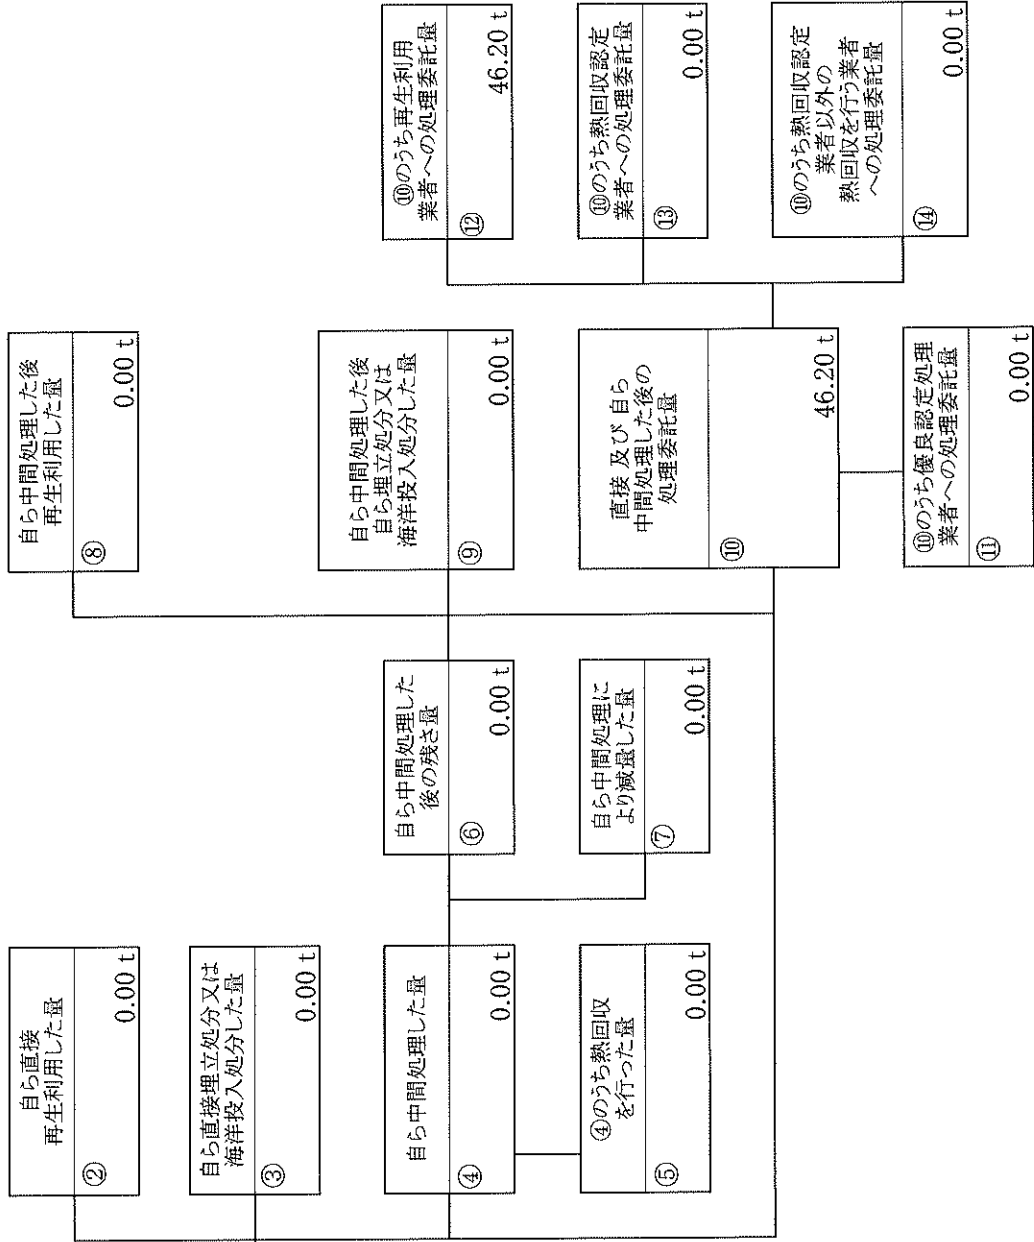 自ら直接
再生利用した量
②
0.00 t
自ら直接埋立処分又は
海洋投入処分した量
③
0.00 t
自ら中間処理した量
④
0.00 t
④のうち熱回収
を行った量
⑤
0.00 t
自ら中間処理した
後の残さ量
⑥
0.00 t
自ら中間処理に
より減量した量
⑦
0.00 t
自ら中間処理した後
再生利用した量
⑧
0.00 t
自ら中間処理した後
自ら埋立処分又は
海洋投入処分した量
⑨
0.00 t
直接 及び 自ら
中間処理した後の
処理委託量
⑩
46.20 t
⑩のうち優良認定処理
業者への処理委託量
⑪
0.00 t
⑩のうち再生利用
業者への処理委託量
⑫
46.20 t
⑩のうち熱回収認定
業者への処理委託量
⑬
0.00 t
⑩のうち熱回収認定
業者以外の
熱回収を行う業者
への処理委託量
⑭
0.00 t